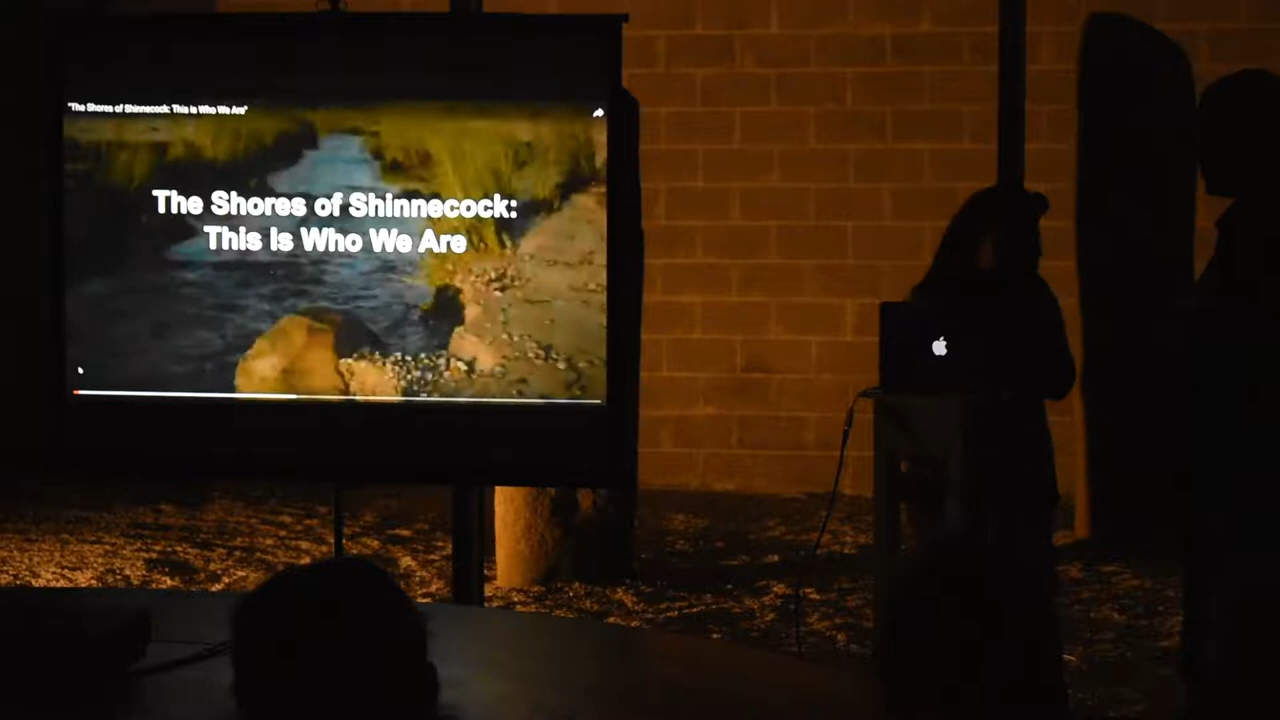 "The Shores of Shinnecock: This is Who We Are"
The Shores of Shinnecock:
This is Who We Are